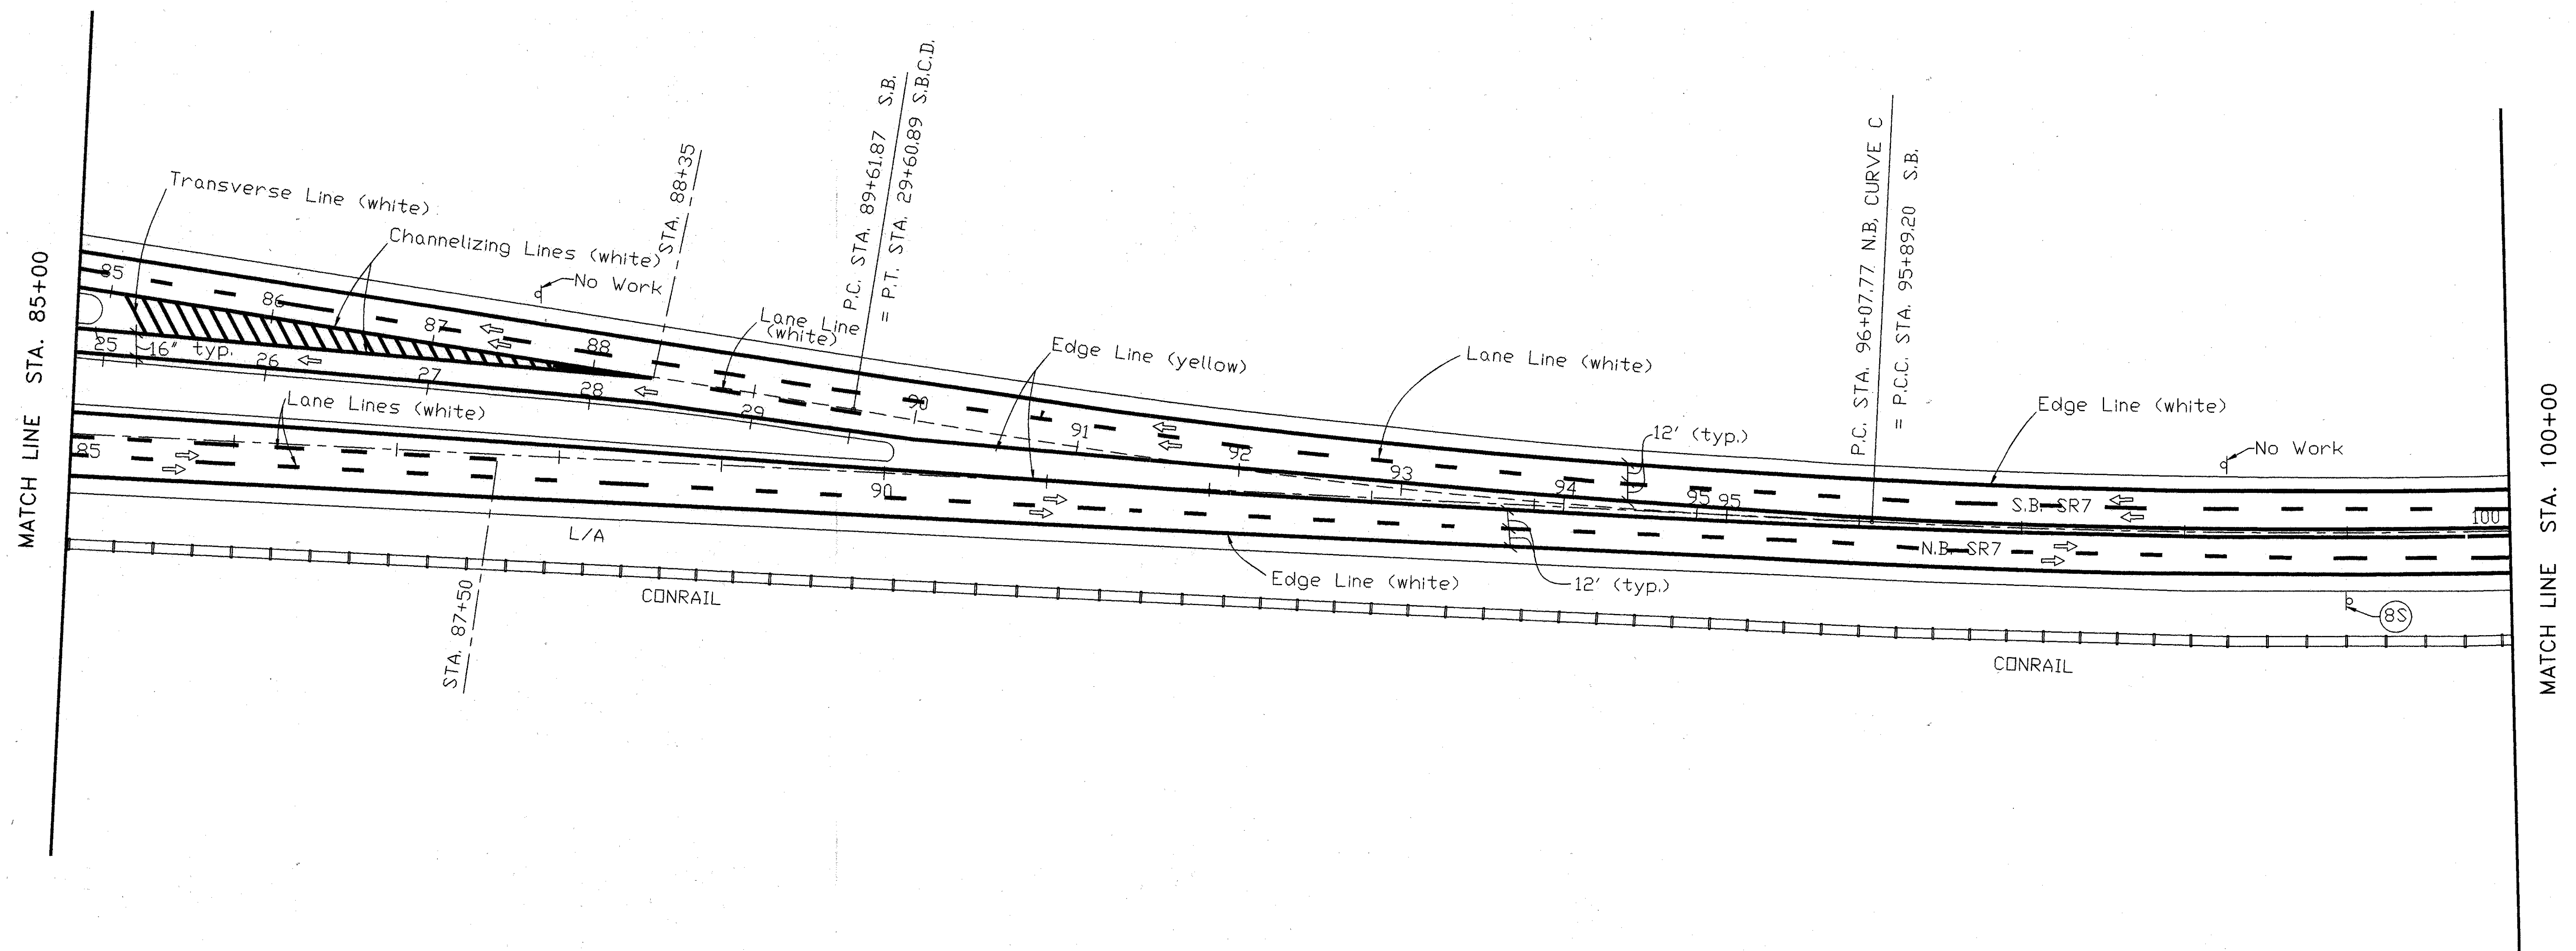 MATCH LINE STA. 85+00
Transverse Line (white)
Channelizing Lines (white)
No Work
STA. 88+35
P.C. STA. 89+61.87 S.B.
= P.T. STA. 29+60.89 S.B.C.D.
Lane Line
(white)
Edge Line (yellow)
Lane Line (white)
12' (typ.)
P.C. STA. 96+07.77 N.B. CURVE C
= P.C.C. STA. 95+89.20 S.B.
Edge Line (white)
No Work
MATCH LINE STA. 100+00
85
86
87
88
90
91
92
93
94
95
95
S.B. SR7
100
25
16" typ.
26
27
28
29
Lane Lines (white)
85
90
N.B. SR7
L/A
STA. 87+50
CONRAIL
Edge Line (white)
12' (typ.)
8S
CONRAIL